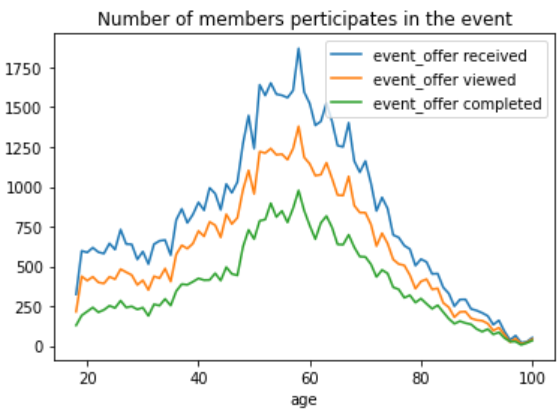 Number of members perticipates in the event
event_offer received
event_offer viewed
event_offer completed
1750
1500
1250
1000
750
500
250
0
20 40 60 80 100
age